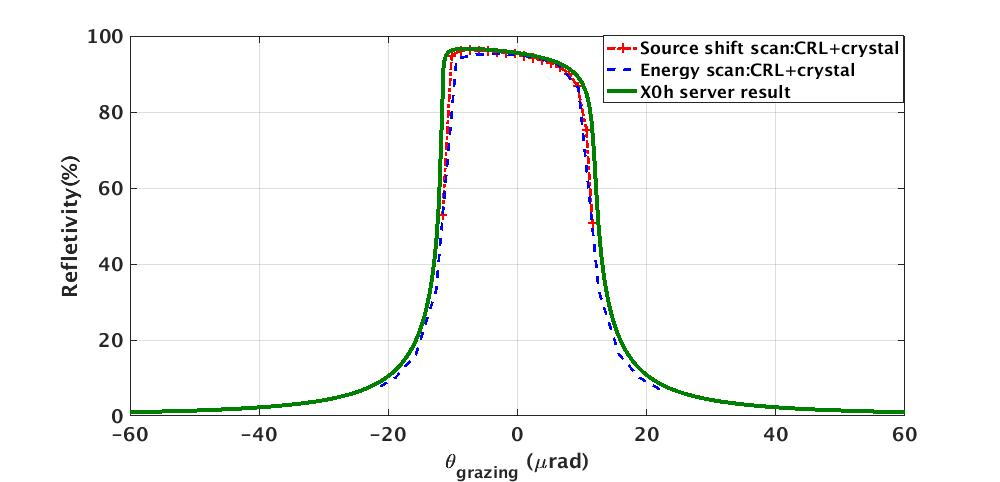 100
80
60
40
20
0
Refletivity(%)
Source shift scan:CRL+crystal
Energy scan:CRL+crystal
X0h server result
−60 −40 −20 0 20 40 60
θgrazing (μrad)